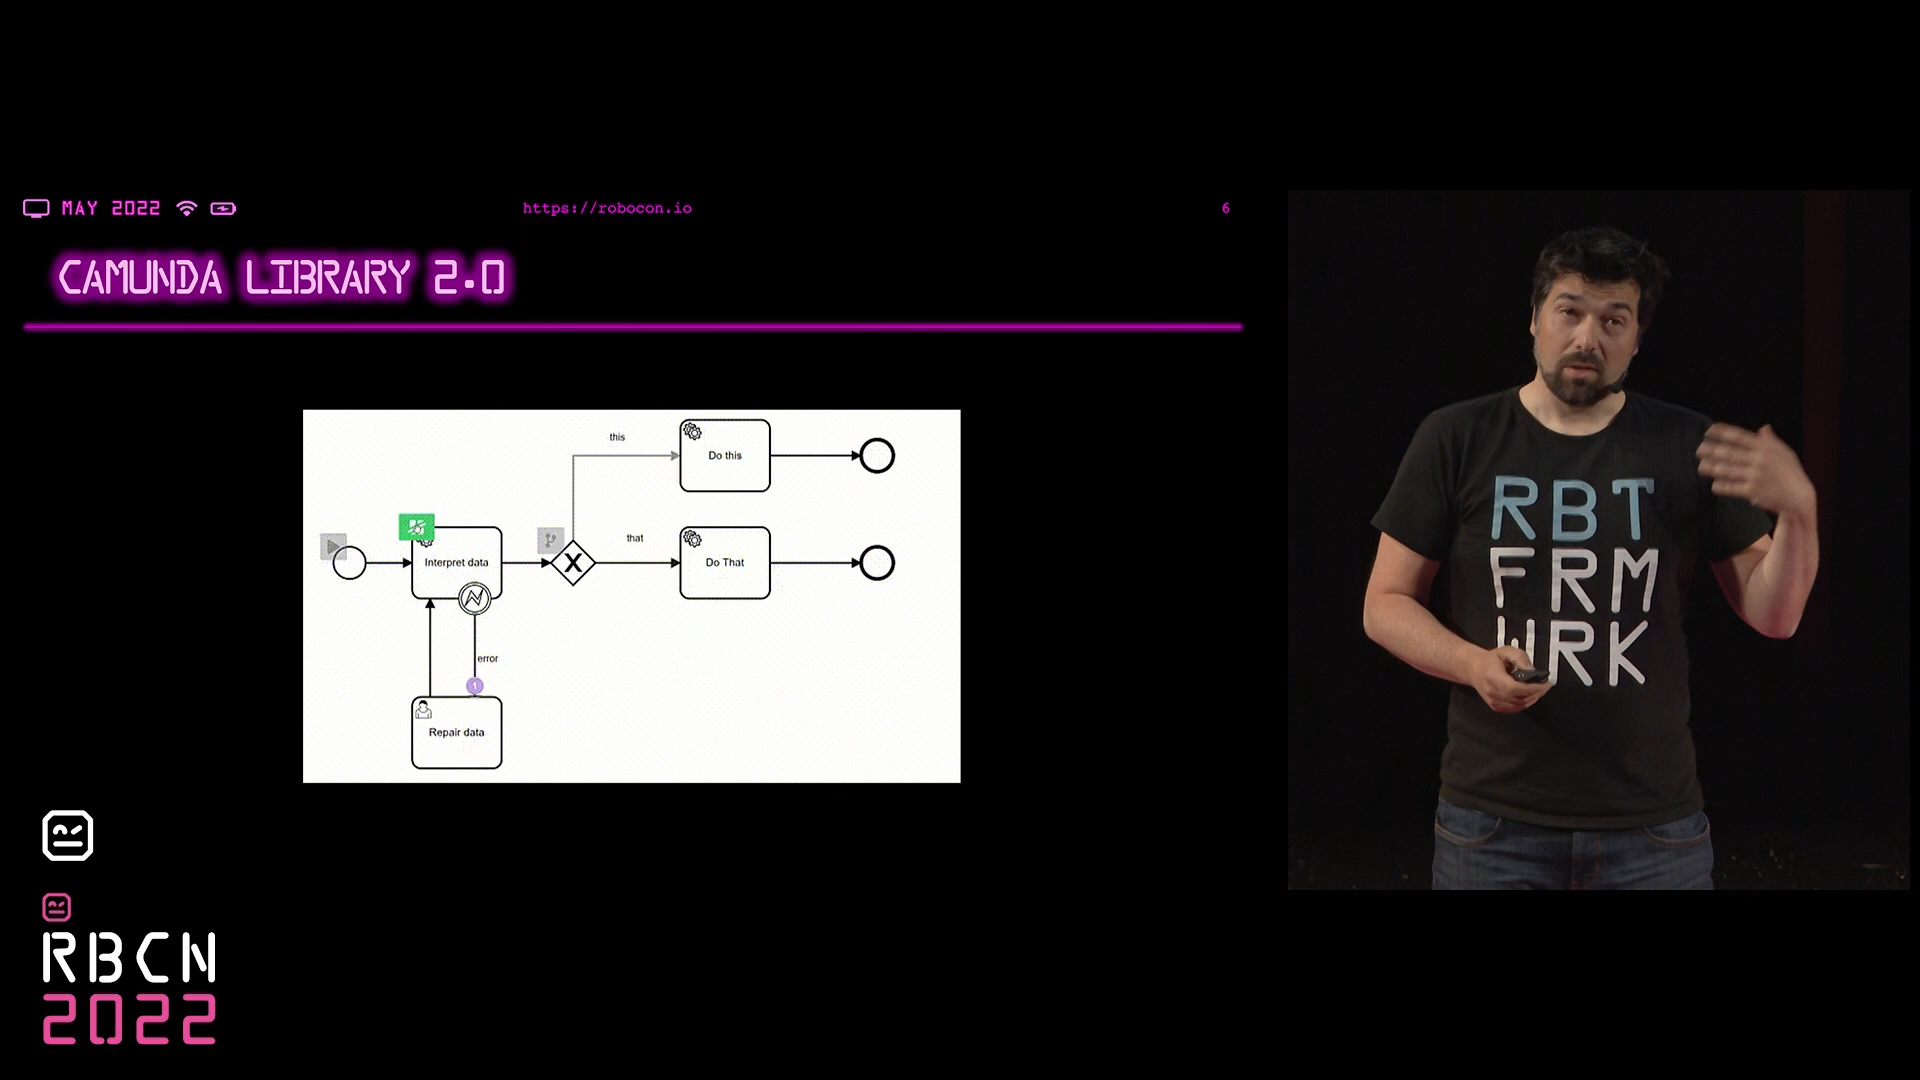 MAY 2022
https://robocon.io
6
CAMUNDA LIBRARY 2.0
this
Do this
Interpret data
X
that
Do That
error
1
Repair data
RBCN
2022
RBT
FRM
WRK